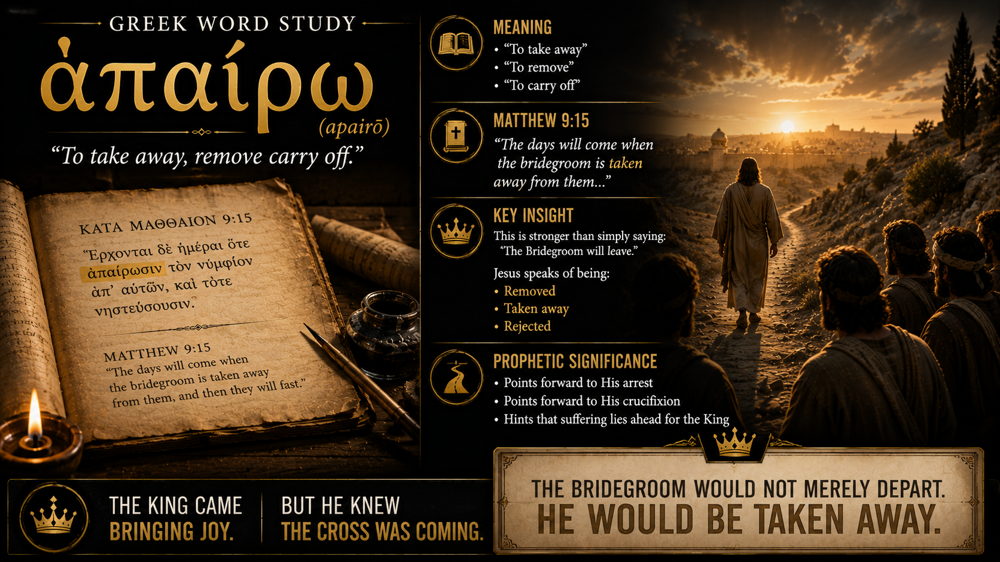 GREEK WORD STUDY
ἀπαίρω
(apairō)
“To take away, remove carry off.”
ΚΑΤΑ ΜΑΘΘΑΙΟΝ 9:15
“Έρχονται δὲ ἡμέραι ὅτε
ἀπαίρωσιν τὸν νύμφίον
ἀπ’ αὐτῶν, καὶ τὸτε
νηστεύσουσιν.”
MATTHEW 9:15
“The days will come when
the bridegroom is taken away
from them, and then they will fast.”
MEANING
• “To take away”
• “To remove”
• “To carry off”
MATTHEW 9:15
“The days will come when
the bridegroom is taken
away from them...”
KEY INSIGHT
This is stronger than simply saying:
“The Bridegroom will leave.”
Jesus speaks of being:
• Removed
• Taken away
• Rejected
PROPHETIC SIGNIFICANCE
• Points forward to His arrest
• Points forward to His crucifixion
• Hints that suffering lies ahead for the King
THE KING CAME
BRINGING JOY.
BUT HE KNEW
THE CROSS WAS COMING.
THE BRIDEGROOM WOULD NOT MERELY DEPART.
HE WOULD BE TAKEN AWAY.